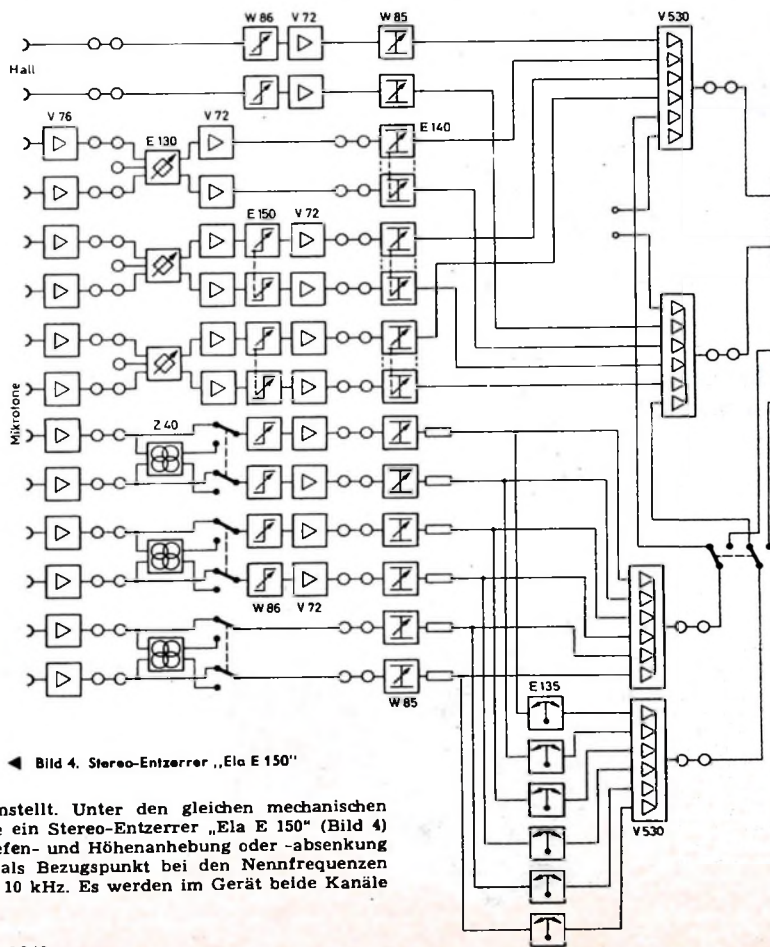 W 86 V 72 W 85 V 530
Hall
V 76 E 130 V 72 E 140
E 150 V 72
Mikrofone
Z 40
W 86 V 72
W 85
E 135
V 530
◄ Bild 4. Stereo-Entzerrer „Ela E 150“
nstellt. Unter den gleichen mechanischen
e ein Stereo-Entzerrer „Ela E 150“ (Bild 4)
efen- und Höhenanhebung oder -absenkung
als Bezugspunkt bei den Nennfrequenzen
10 kHz. Es werden im Gerät beide Kanäle